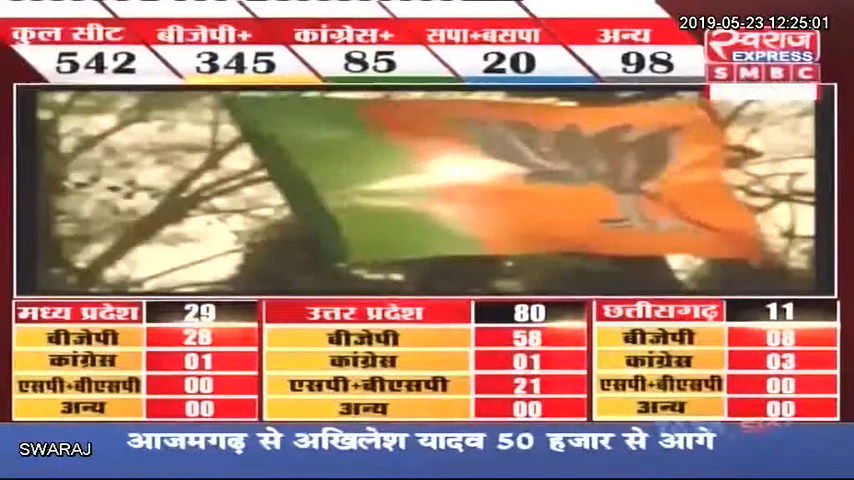 2019-05-23 12:25:01
कुल सीट बीजेपी+ कांग्रेस+ सपा+बसपा अन्य
542 345 85 20 98
स्वराज
EXPRESS
SMBC
मध्य प्रदेश 29 उत्तर प्रदेश 80 छत्तीसगढ़ 11
बीजेपी 28 बीजेपी 58 बीजेपी 08
कांग्रेस 01 कांग्रेस 01 कांग्रेस 03
एसपी+बीएसपी 00 एसपी+बीएसपी 21 एसपी+बीएसपी 00
अन्य 00 अन्य 00 अन्य 00
आजमगढ़ से अखिलेश यादव 50 हजार से आगे
SWARAJ